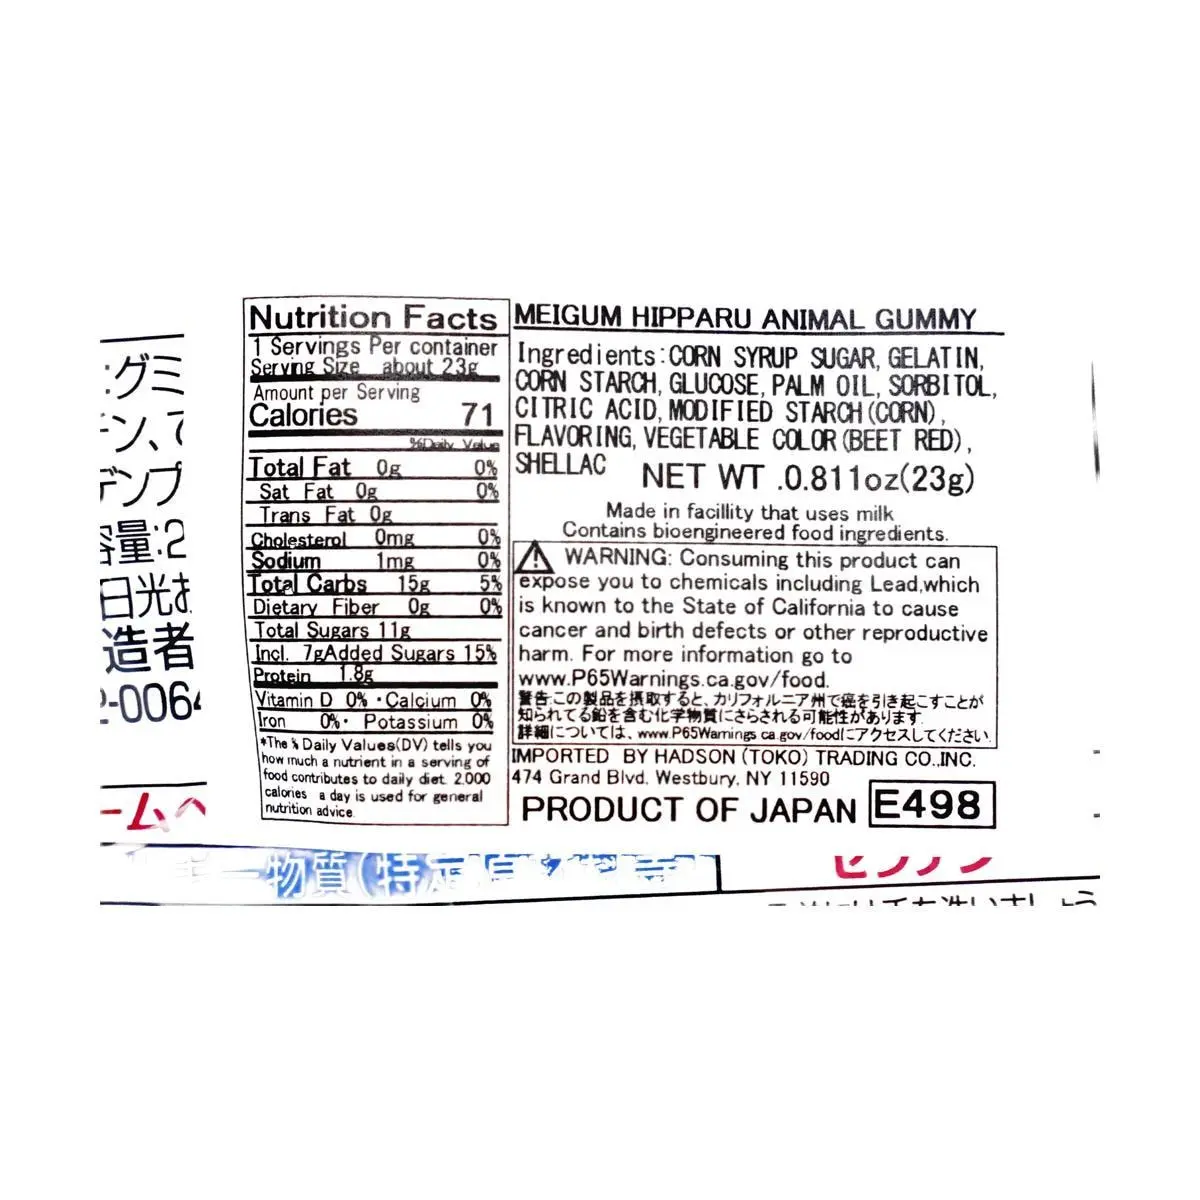 Nutrition Facts
1 Servings Per container
Serving Size about 23g
Amount per Serving
Calories 71
%Daily Value
Total Fat 0g 0%
Sat Fat 0g 0%
Trans Fat 0g
Cholesterol 0mg 0%
Sodium 1mg 0%
Total Carbs 15g 5%
Dietary Fiber 0g 0%
Total Sugars 11g
Incl. 7gAdded Sugars 15%
Protein 1.8g
Vitamin D 0% ・Calcium 0%
Iron 0%・ Potassium 0%
*The % Daily Values(DV) tells you
how much a nutrient in a serving of
food contributes to daily diet. 2,000
calories a day is used for general
nutrition advice.
MEIGUM HIPPARU ANIMAL GUMMY
Ingredients:CORN SYRUP SUGAR, GELATIN,
CORN STARCH, GLUCOSE, PALM OIL, SORBITOL,
CITRIC ACID, MODIFIED STARCH(CORN),
FLAVORING, VEGETABLE COLOR(BEET RED),
SHELLAC
NET WT .0.811oz(23g)
Made in facillity that uses milk
Contains bioengineered food ingredients.
WARNING: Consuming this product can
expose you to chemicals including Lead,which
is known to the State of California to cause
cancer and birth defects or other reproductive
harm. For more information go to
www.P65Warnings.ca.gov/food.
警告:この製品を摂取すると、カリフォルニア州で癌を引き起こすことが
知られてる鉛を含む化学物質にさらされる可能性があります.
詳細については、www.P65Warnings ca.gov/foodにアクセスしてください.
IMPORTED BY HADSON (TOKO) TRADING CO.,INC.
474 Grand Blvd. Westbury, NY 11590
PRODUCT OF JAPAN E498
:グミ
チン、て
デンプ
容量:2
日光お
造者
2-0064
ームペ
物質(特定原